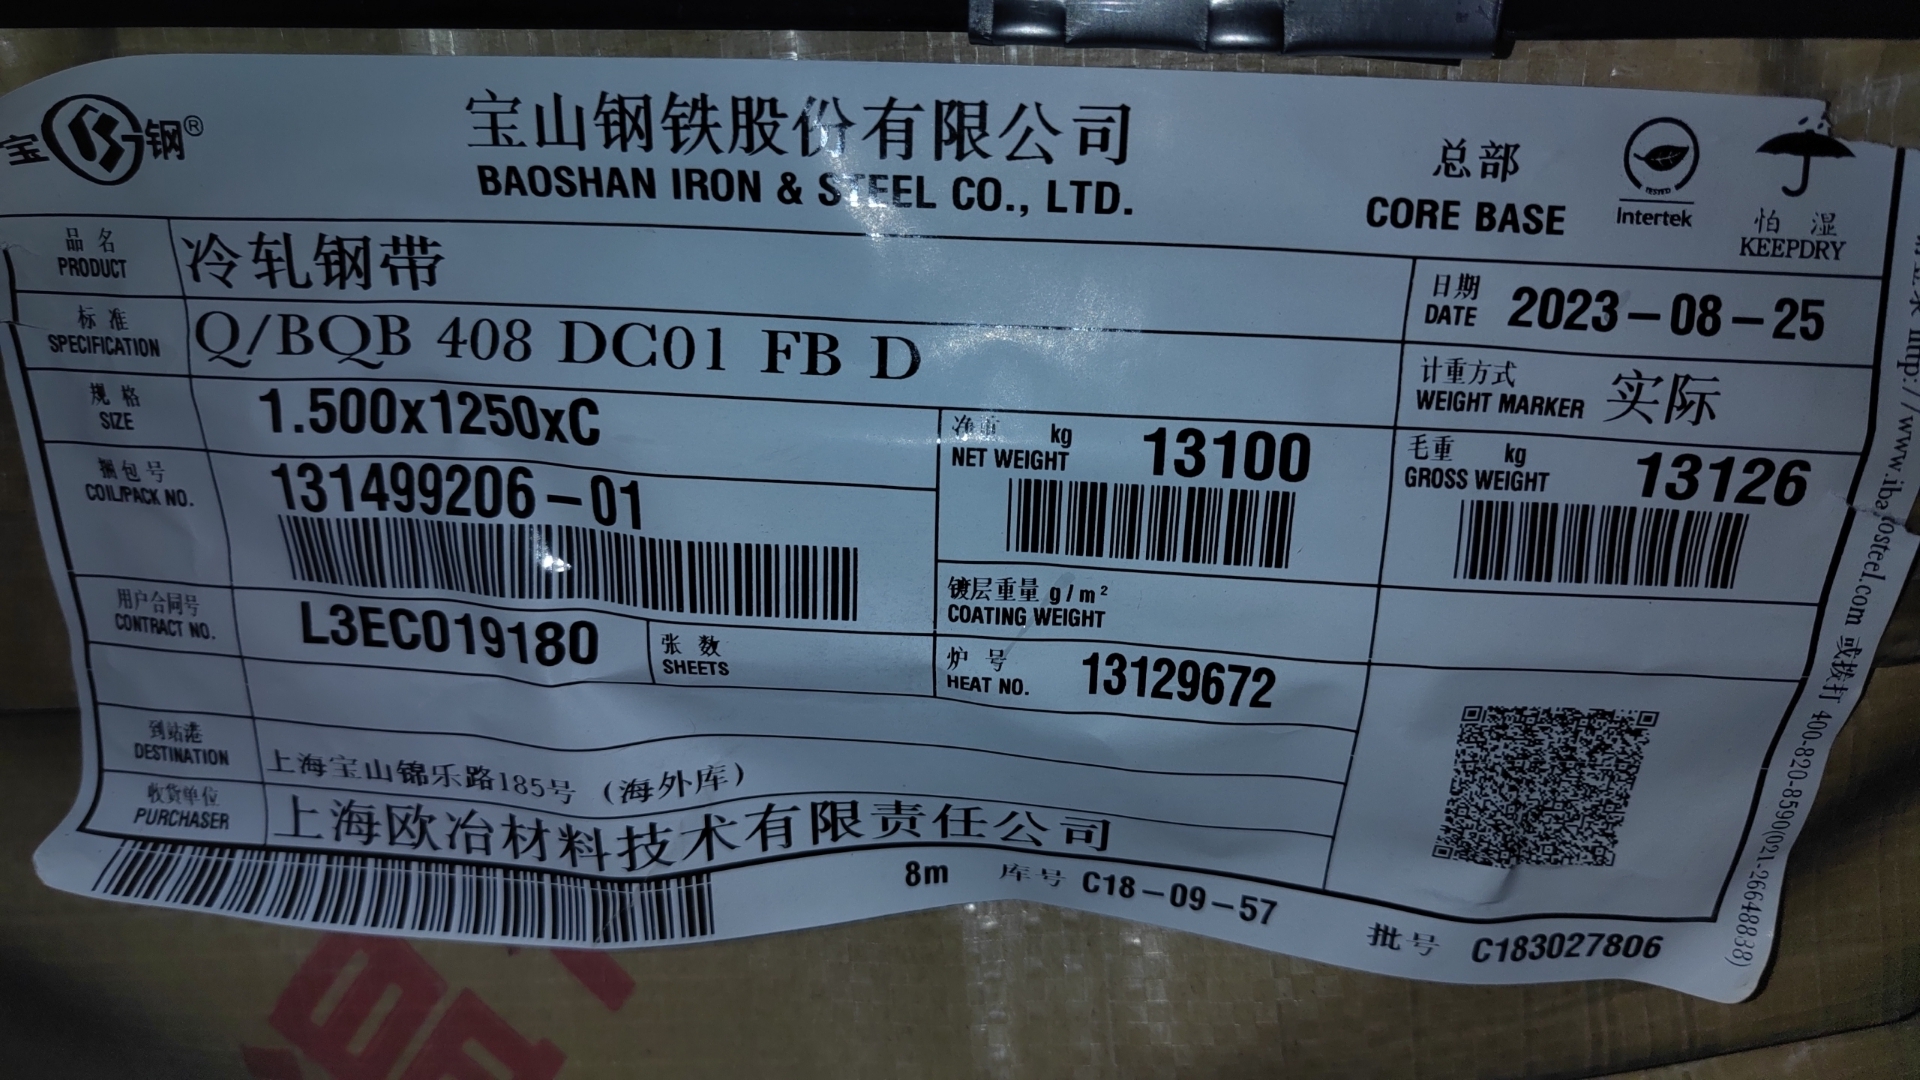 宝钢®
宝山钢铁股份有限公司
BAOSHAN IRON & STEEL CO., LTD.
总部
CORE BASE
TESTED
Intertek
怕湿
KEEPDRY
品名
PRODUCT
冷轧钢带
日期
DATE
2023-08-25
标准
SPECIFICATION
Q/BQB 408 DC01 FB D
计重方式
WEIGHT MARKER
实际
规格
SIZE
1.500x1250xC
净重 kg
NET WEIGHT
13100
毛重 kg
GROSS WEIGHT
13126
捆包号
COIL/PACK NO.
131499206-01
镀层重量 g/m²
COATING WEIGHT
用户合同号
CONTRACT NO.
L3EC019180
张数
SHEETS
炉号
HEAT NO.
13129672
到站港
DESTINATION
上海宝山锦乐路185号 (海外库)
收货单位
PURCHASER
上海欧冶材料技术有限责任公司
8m 库号 C18-09-57
批号 C183027806
http://www.ibaosteel.com 或拨打 400-820-8590(021-26648838)